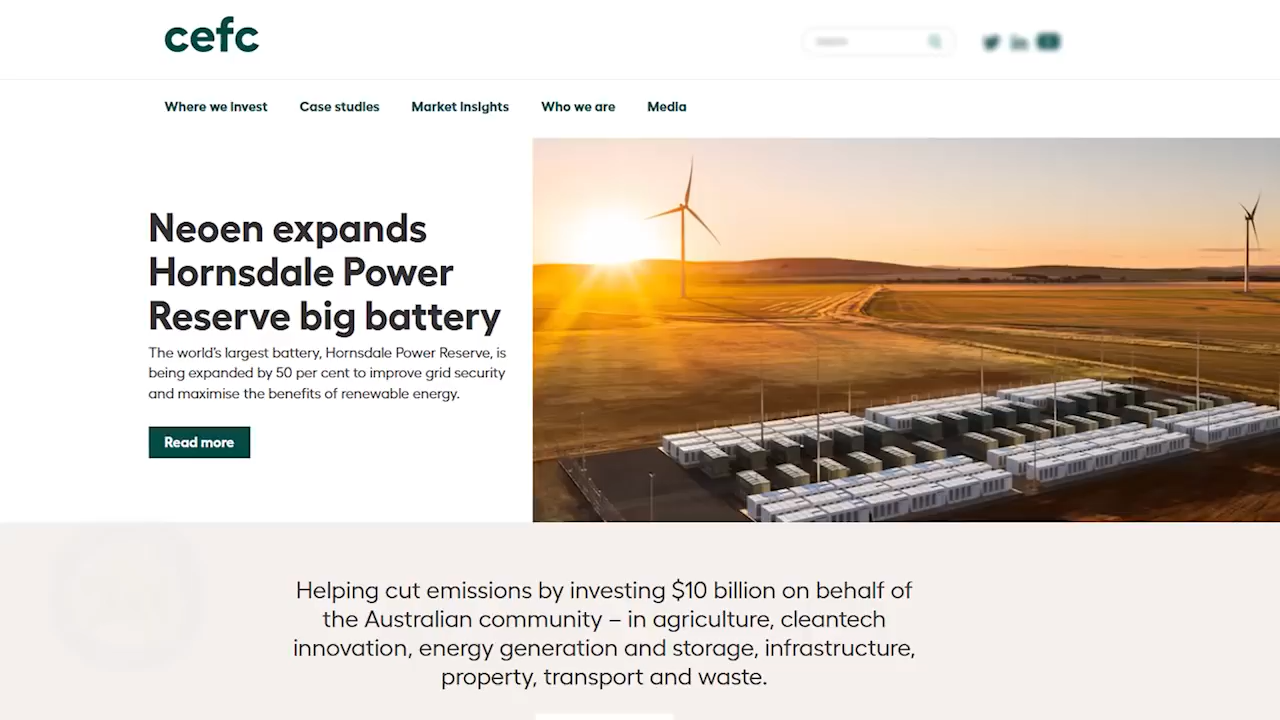 cefc
Where we invest
Case studies
Market insights
Who we are
Media
Neoen expands
Hornsdale Power
Reserve big battery
The world's largest battery, Hornsdale Power Reserve, is
being expanded by 50 per cent to improve grid security
and maximise the benefits of renewable energy.
Read more
Helping cut emissions by investing $10 billion on behalf of
the Australian community – in agriculture, cleantech
innovation, energy generation and storage, infrastructure,
property, transport and waste.